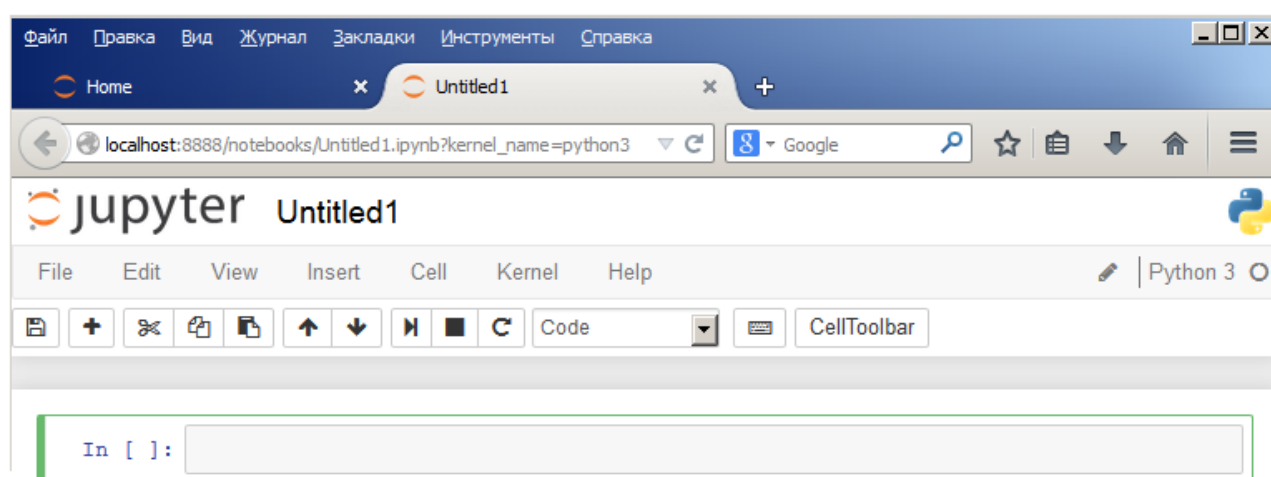 Файл Правка Вид Журнал Закладки Инструменты Справка
Home Untitled1
localhost:8888/notebooks/Untitled1.ipynb?kernel_name=python3 8 Google
jupyter Untitled1
File Edit View Insert Cell Kernel Help Python 3
Code CellToolbar
In [ ]: